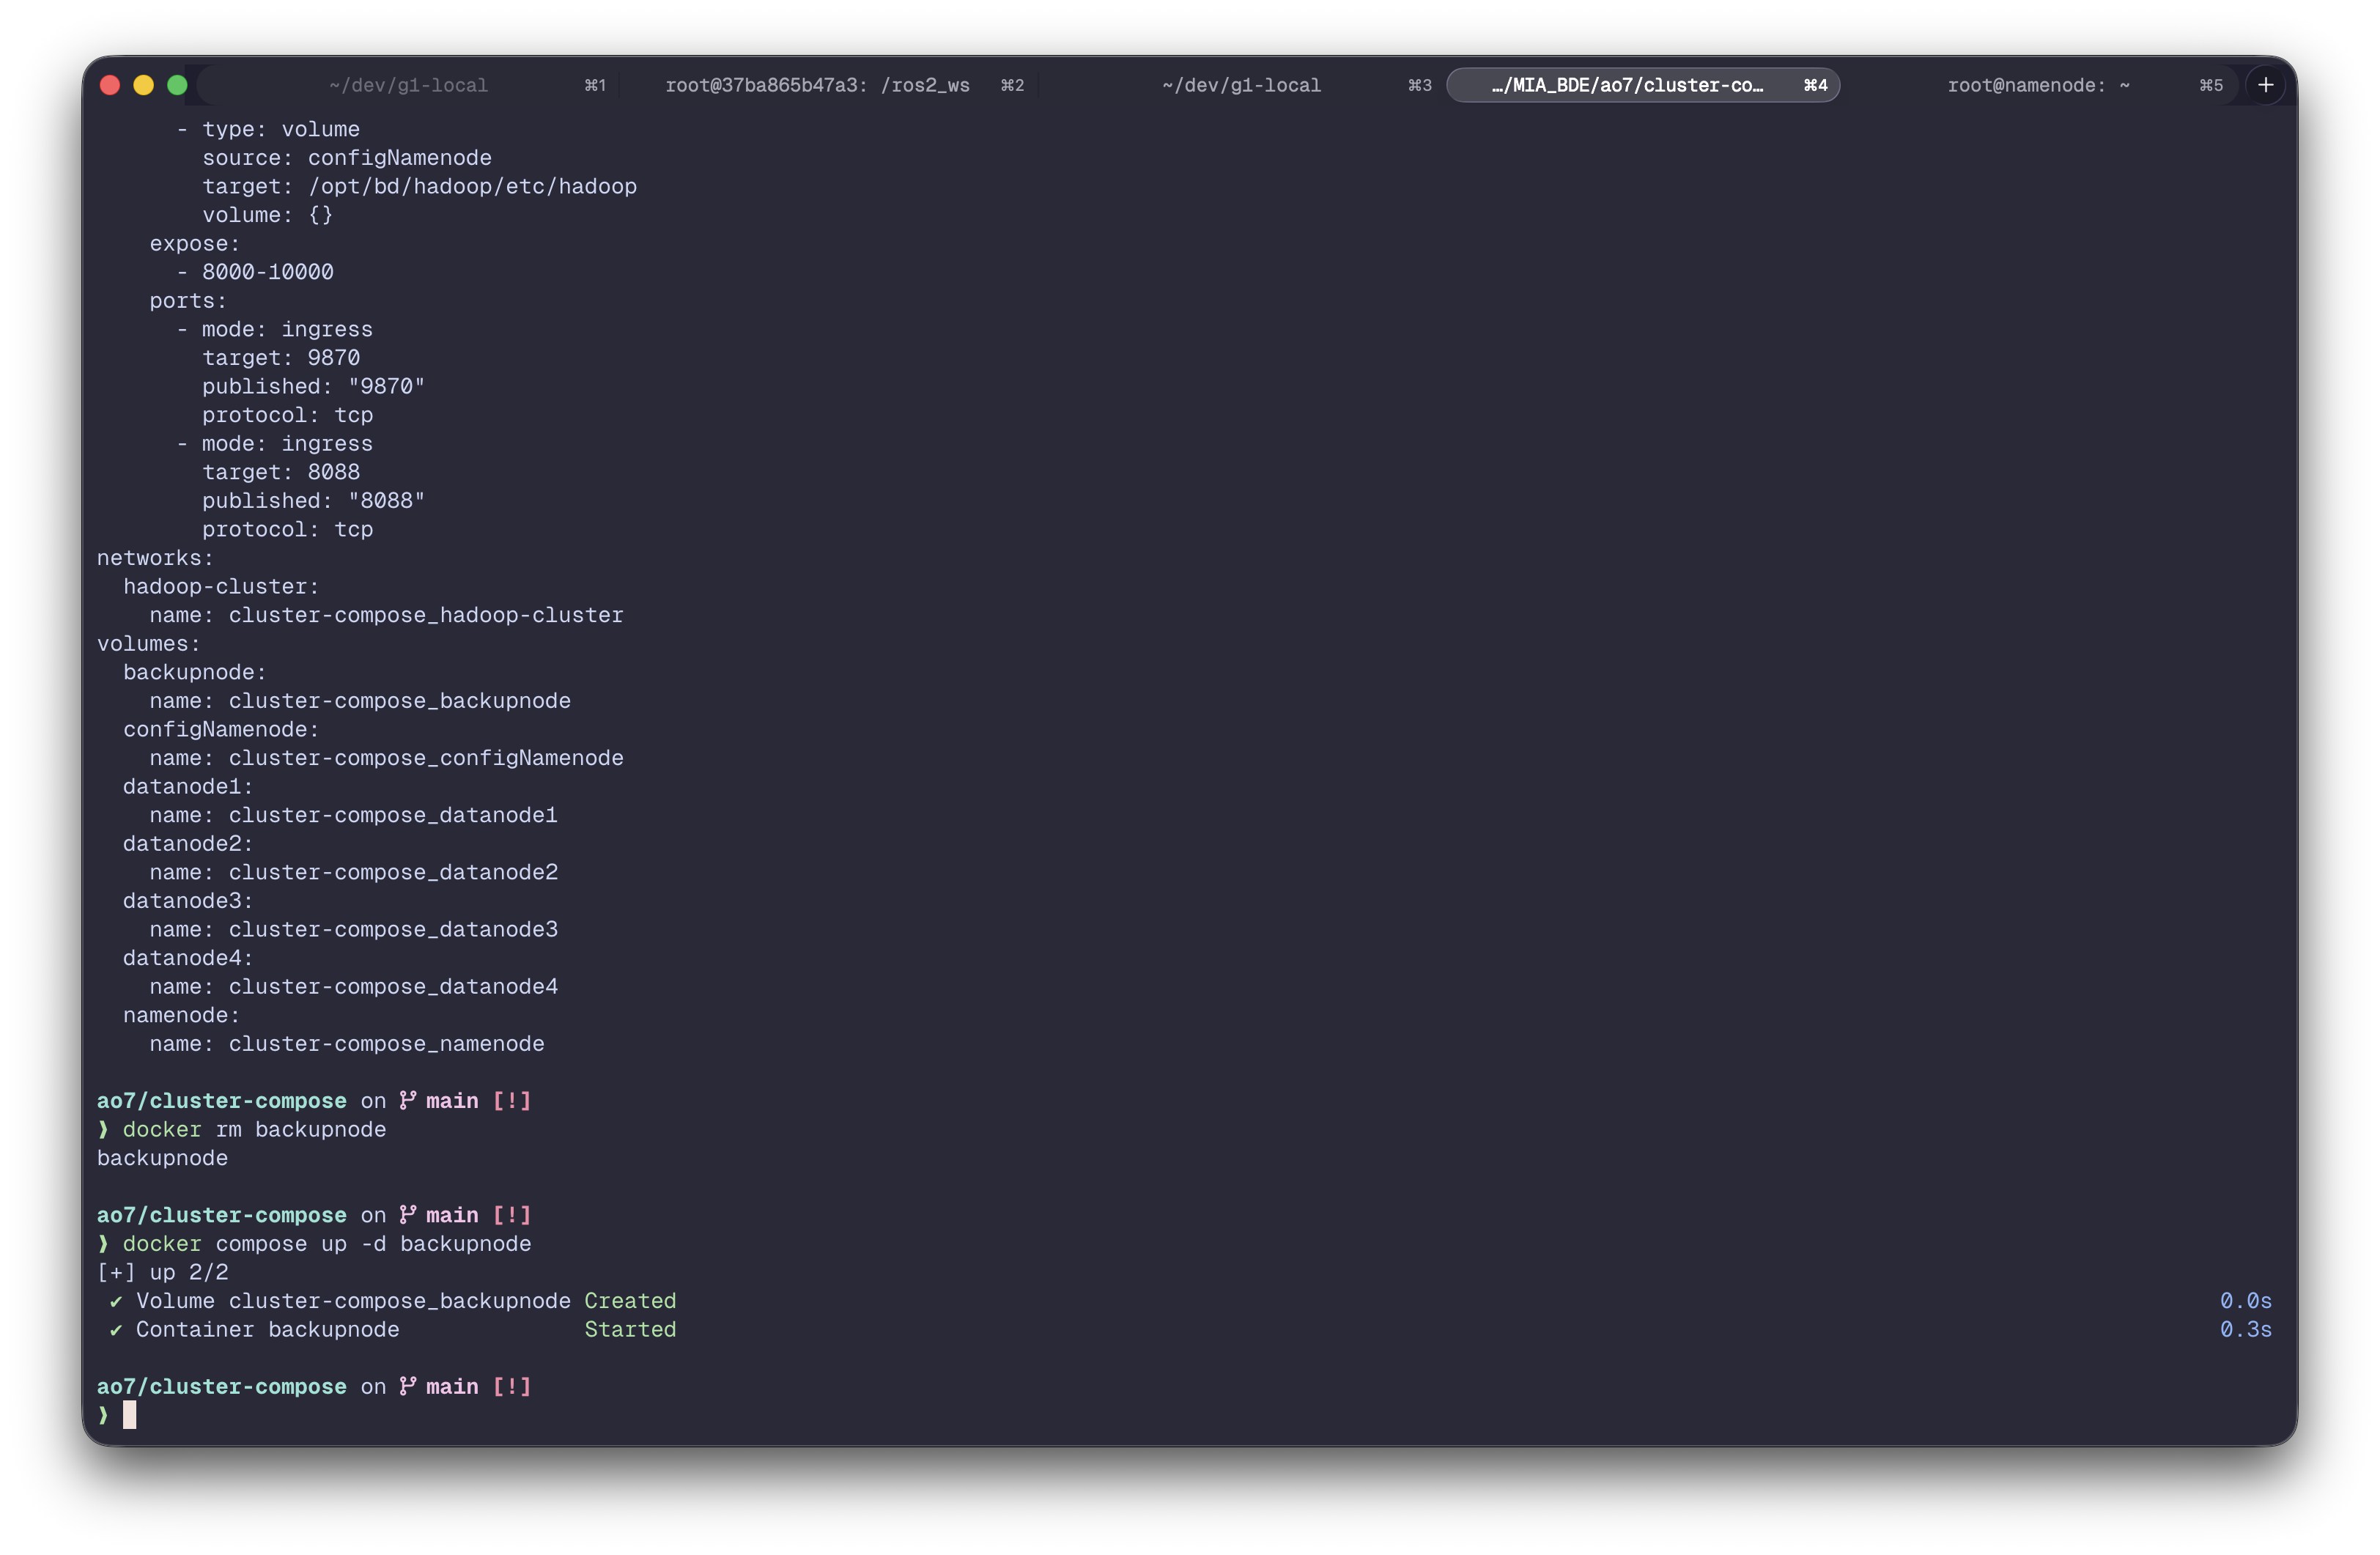 ~/dev/g1-local ⌘1 root@37ba865b47a3: /ros2_ws ⌘2 ~/dev/g1-local ⌘3 …/MIA_BDE/ao7/cluster-co… ⌘4 root@namenode: ~ ⌘5 +
      - type: volume
        source: configNamenode
        target: /opt/bd/hadoop/etc/hadoop
        volume: {}
    expose:
      - 8000-10000
    ports:
      - mode: ingress
        target: 9870
        published: "9870"
        protocol: tcp
      - mode: ingress
        target: 8088
        published: "8088"
        protocol: tcp
networks:
  hadoop-cluster:
    name: cluster-compose_hadoop-cluster
volumes:
  backupnode:
    name: cluster-compose_backupnode
  configNamenode:
    name: cluster-compose_configNamenode
  datanode1:
    name: cluster-compose_datanode1
  datanode2:
    name: cluster-compose_datanode2
  datanode3:
    name: cluster-compose_datanode3
  datanode4:
    name: cluster-compose_datanode4
  namenode:
    name: cluster-compose_namenode
ao7/cluster-compose on main [!]
❯ docker rm backupnode
backupnode
ao7/cluster-compose on main [!]
❯ docker compose up -d backupnode
[+] up 2/2
 ✔ Volume cluster-compose_backupnode Created 0.0s
 ✔ Container backupnode Started 0.3s
ao7/cluster-compose on main [!]
❯